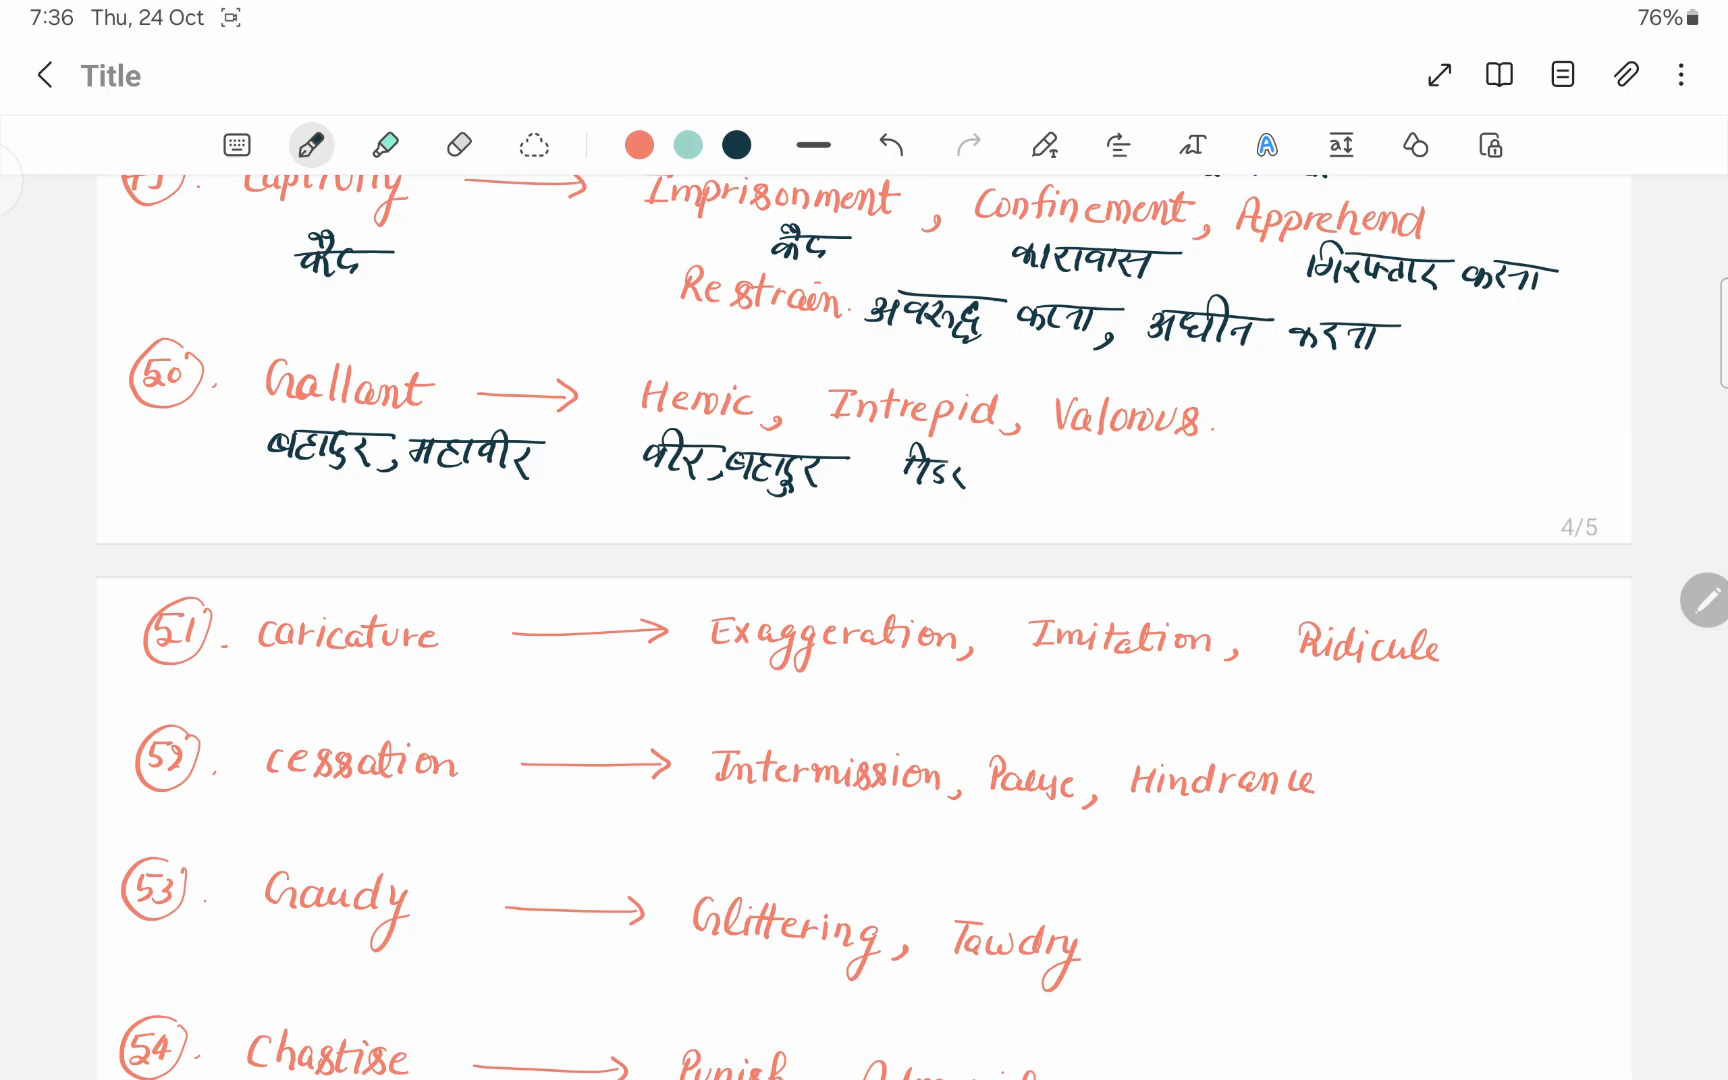 7:36 Thu, 24 Oct 76%
Title
Captivity → Imprisonment, Confinement, Apprehend
कैद कैद कारावास गिरफ्तार करना
Restrain. अवरूद्ध करना, अधीन करना
50. Gallant → Heroic, Intrepid, Valorous.
बहादुर, महावीर वीर, बहादुर निडर
4/5
51. Caricature → Exaggeration, Imitation, Ridicule
52. Cessation → Intermission, Pause, Hindrance
53. Gaudy → Glittering, Tawdry
54. Chastise → Punish